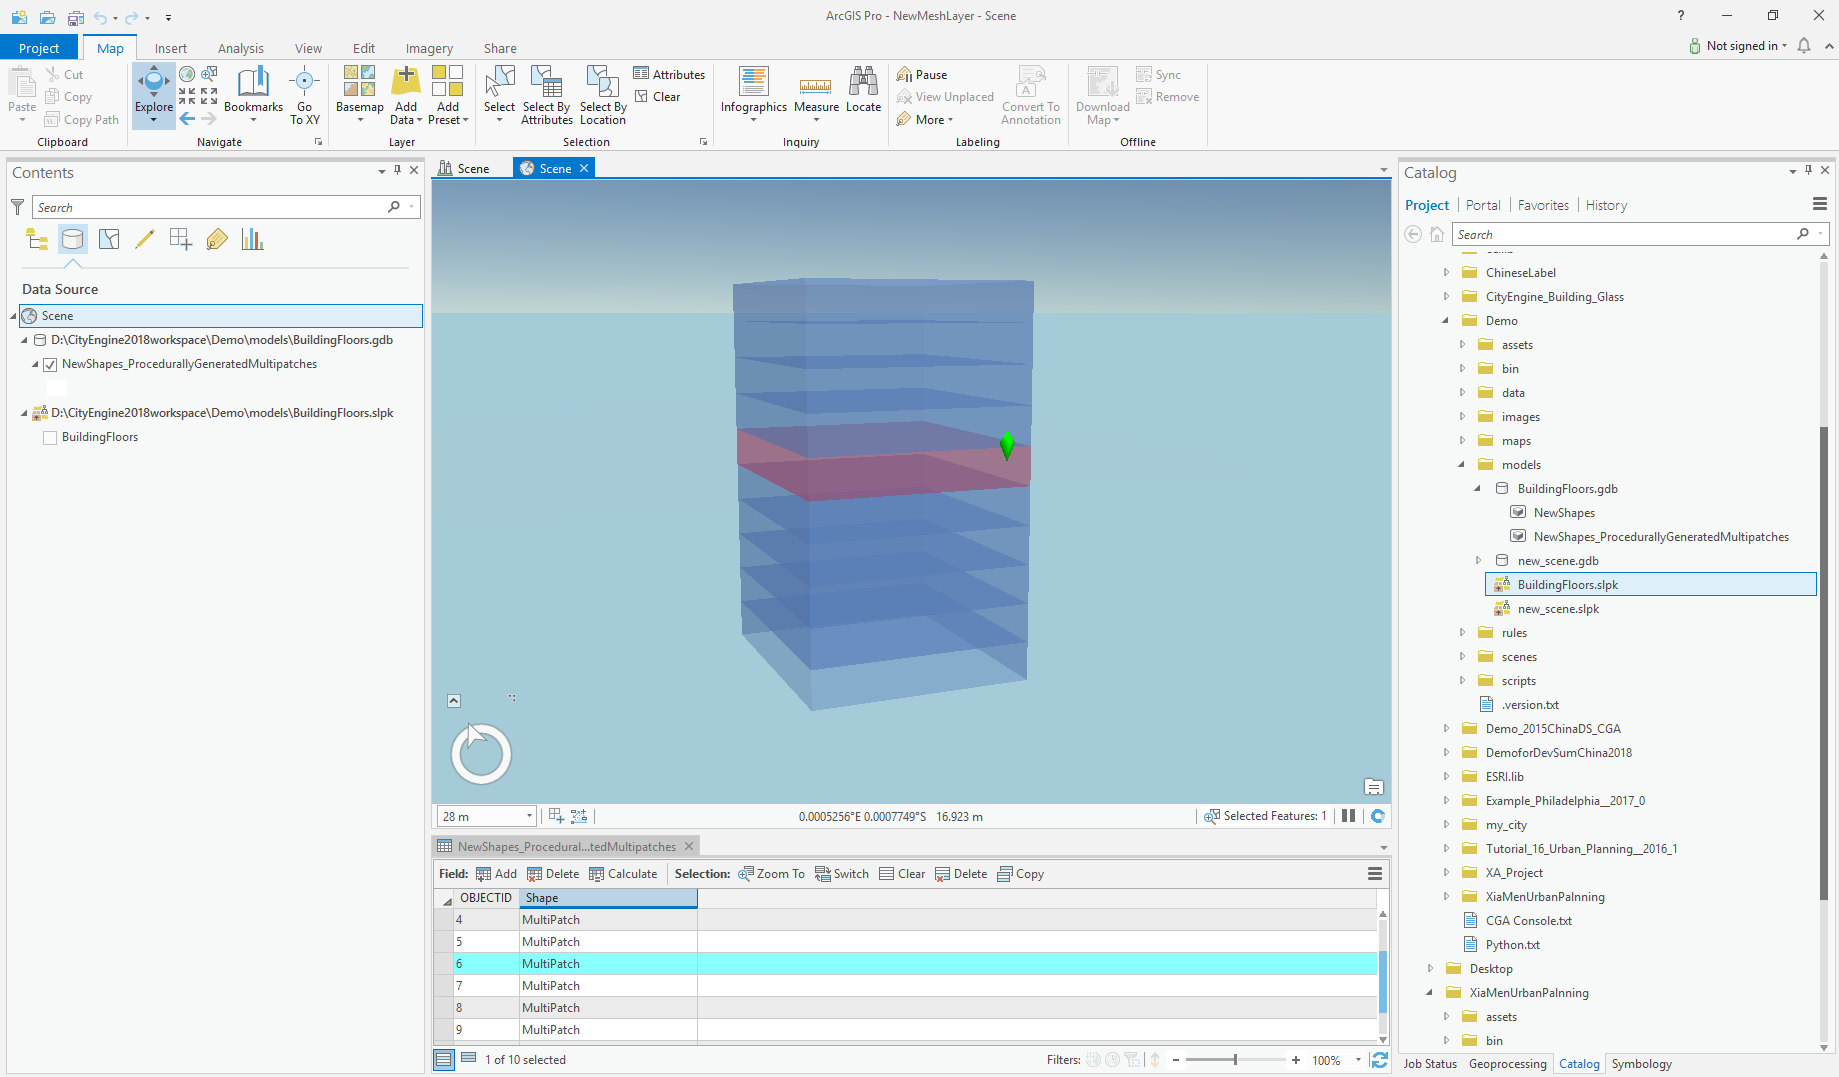 ArcGIS Pro - NewMeshLayer - Scene
?
Project Map Insert Analysis View Edit Imagery Share
Not signed in
Paste
Cut
Copy
Copy Path
Clipboard
Explore
Bookmarks
Go To XY
Navigate
Basemap
Add Data
Add Preset
Layer
Select
Select By Attributes
Select By Location
Attributes
Clear
Selection
Infographics
Measure
Locate
Inquiry
Pause
View Unplaced
More
Convert To Annotation
Labeling
Download Map
Sync
Remove
Offline
Contents
Search
Data Source
Scene
D:\CityEngine2018workspace\Demo\models\BuildingFloors.gdb
NewShapes_ProcedurallyGeneratedMultipatches
D:\CityEngine2018workspace\Demo\models\BuildingFloors.slpk
BuildingFloors
Scene Scene
28 m
0.0005256°E 0.0007749°S 16.923 m
Selected Features: 1
NewShapes_Procedural...tedMultipatches
Field: Add Delete Calculate Selection: Zoom To Switch Clear Delete Copy
OBJECTID Shape
4 MultiPatch
5 MultiPatch
6 MultiPatch
7 MultiPatch
8 MultiPatch
9 MultiPatch
1 of 10 selected
Filters: - + 100%
Catalog
Project Portal Favorites History
Search
ChineseLabel
CityEngine_Building_Glass
Demo
assets
bin
data
images
maps
models
BuildingFloors.gdb
NewShapes
NewShapes_ProcedurallyGeneratedMultipatches
new_scene.gdb
BuildingFloors.slpk
new_scene.slpk
rules
scenes
scripts
.version.txt
Demo_2015ChinaDS_CGA
DemoforDevSumChina2018
ESRI.lib
Example_Philadelphia__2017_0
my_city
Tutorial_16_Urban_Planning__2016_1
XA_Project
XiaMenUrbanPalnning
CGA Console.txt
Python.txt
Desktop
XiaMenUrbanPalnning
assets
bin
Job Status Geoprocessing Catalog Symbology